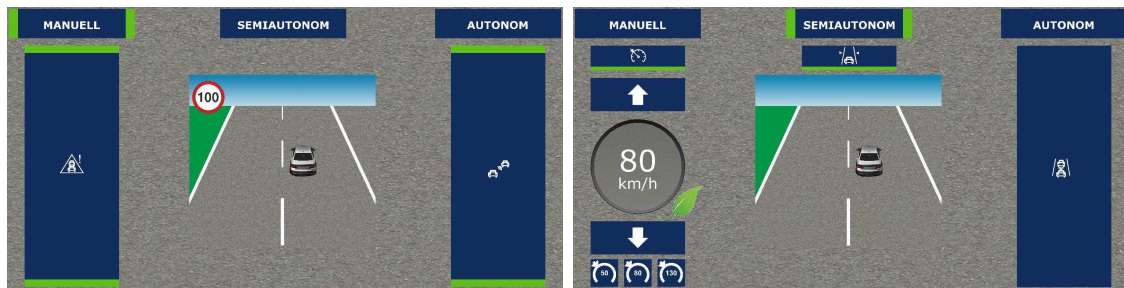 MANUELL
SEMIAUTONOM
AUTONOM
100
MANUELL
SEMIAUTONOM
AUTONOM
80
km/h
50
80
130